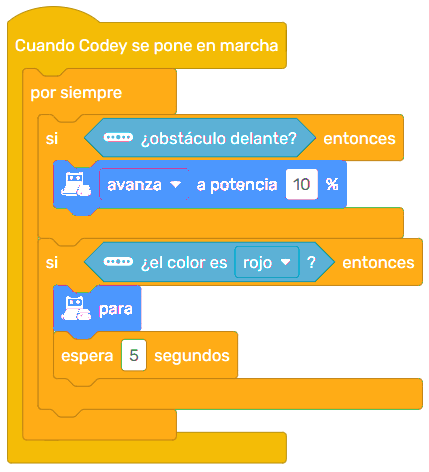 Cuando Codey se pone en marcha
por siempre
si ¿obstáculo delante? entonces
avanza a potencia 10 %
si ¿el color es rojo ? entonces
para
espera 5 segundos